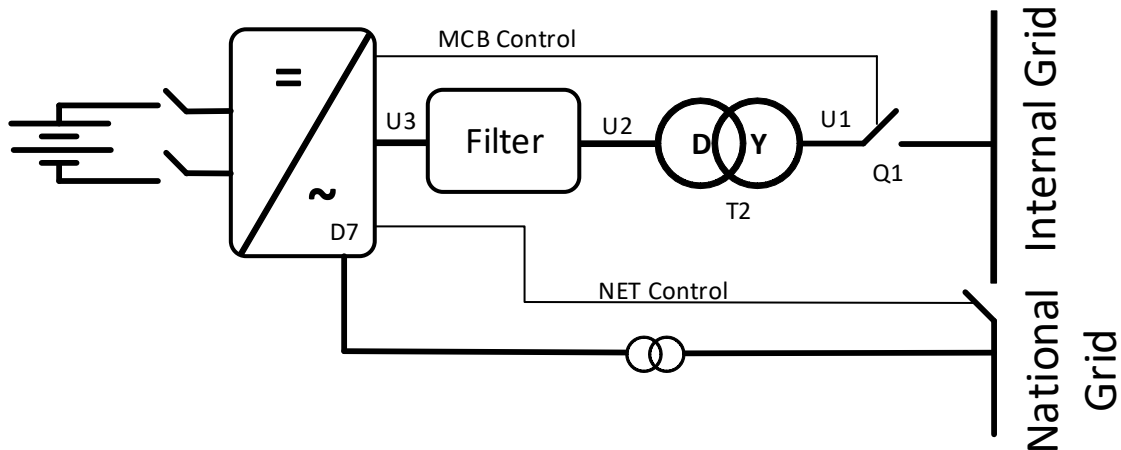 MCB Control
=
U3
Filter
U2
D
Y
U1
Q1
T2
~
D7
NET Control
Internal Grid
National
Grid